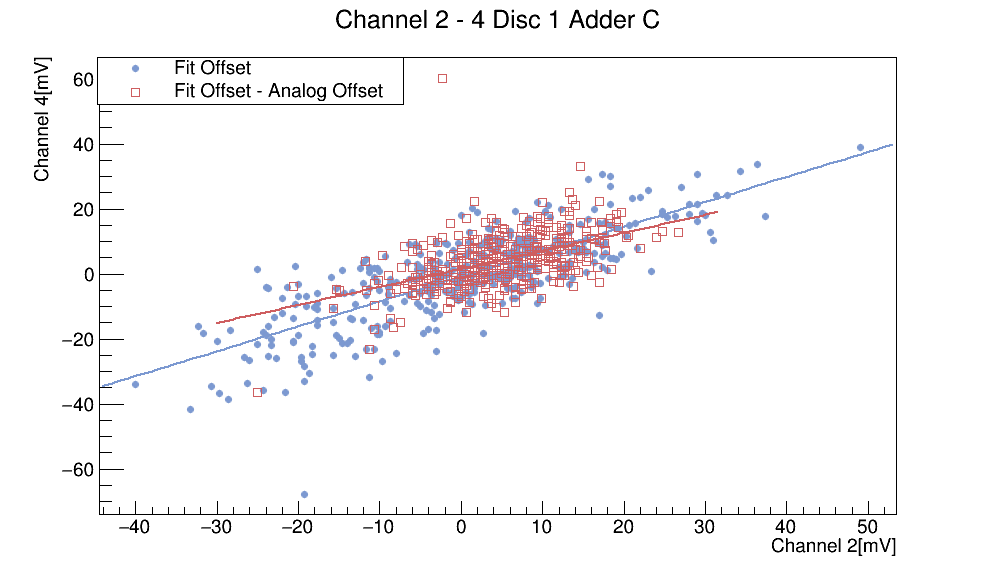 Channel 2 - 4 Disc 1 Adder C
Channel 4[mV]
Fit Offset
Fit Offset - Analog Offset
60
40
20
0
−20
−40
−60
−40 −30 −20 −10 0 10 20 30 40 50
Channel 2[mV]